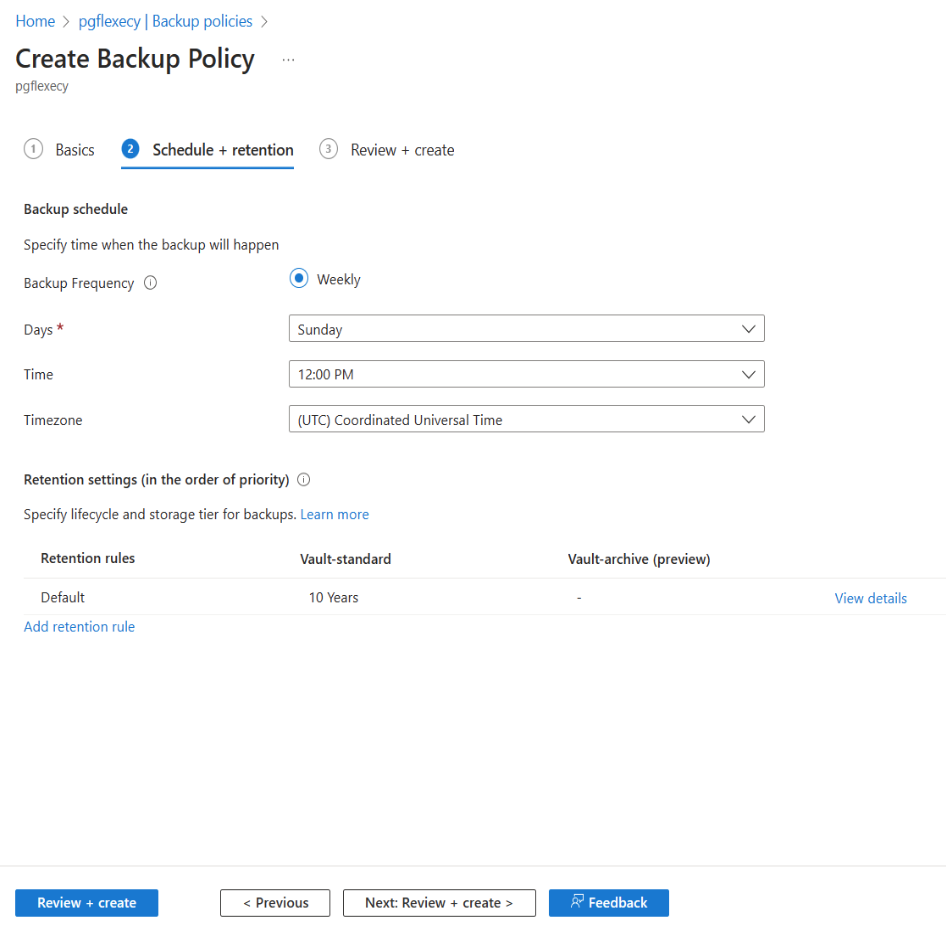 Home > pgflexecy | Backup policies >
Create Backup Policy ...
pgflexecy
1 Basics 2 Schedule + retention 3 Review + create
Backup schedule
Specify time when the backup will happen
Backup Frequency Weekly
Days * Sunday
Time 12:00 PM
Timezone (UTC) Coordinated Universal Time
Retention settings (in the order of priority)
Specify lifecycle and storage tier for backups. Learn more
Retention rules Vault-standard Vault-archive (preview)
Default 10 Years - View details
Add retention rule
Review + create < Previous Next: Review + create > Feedback